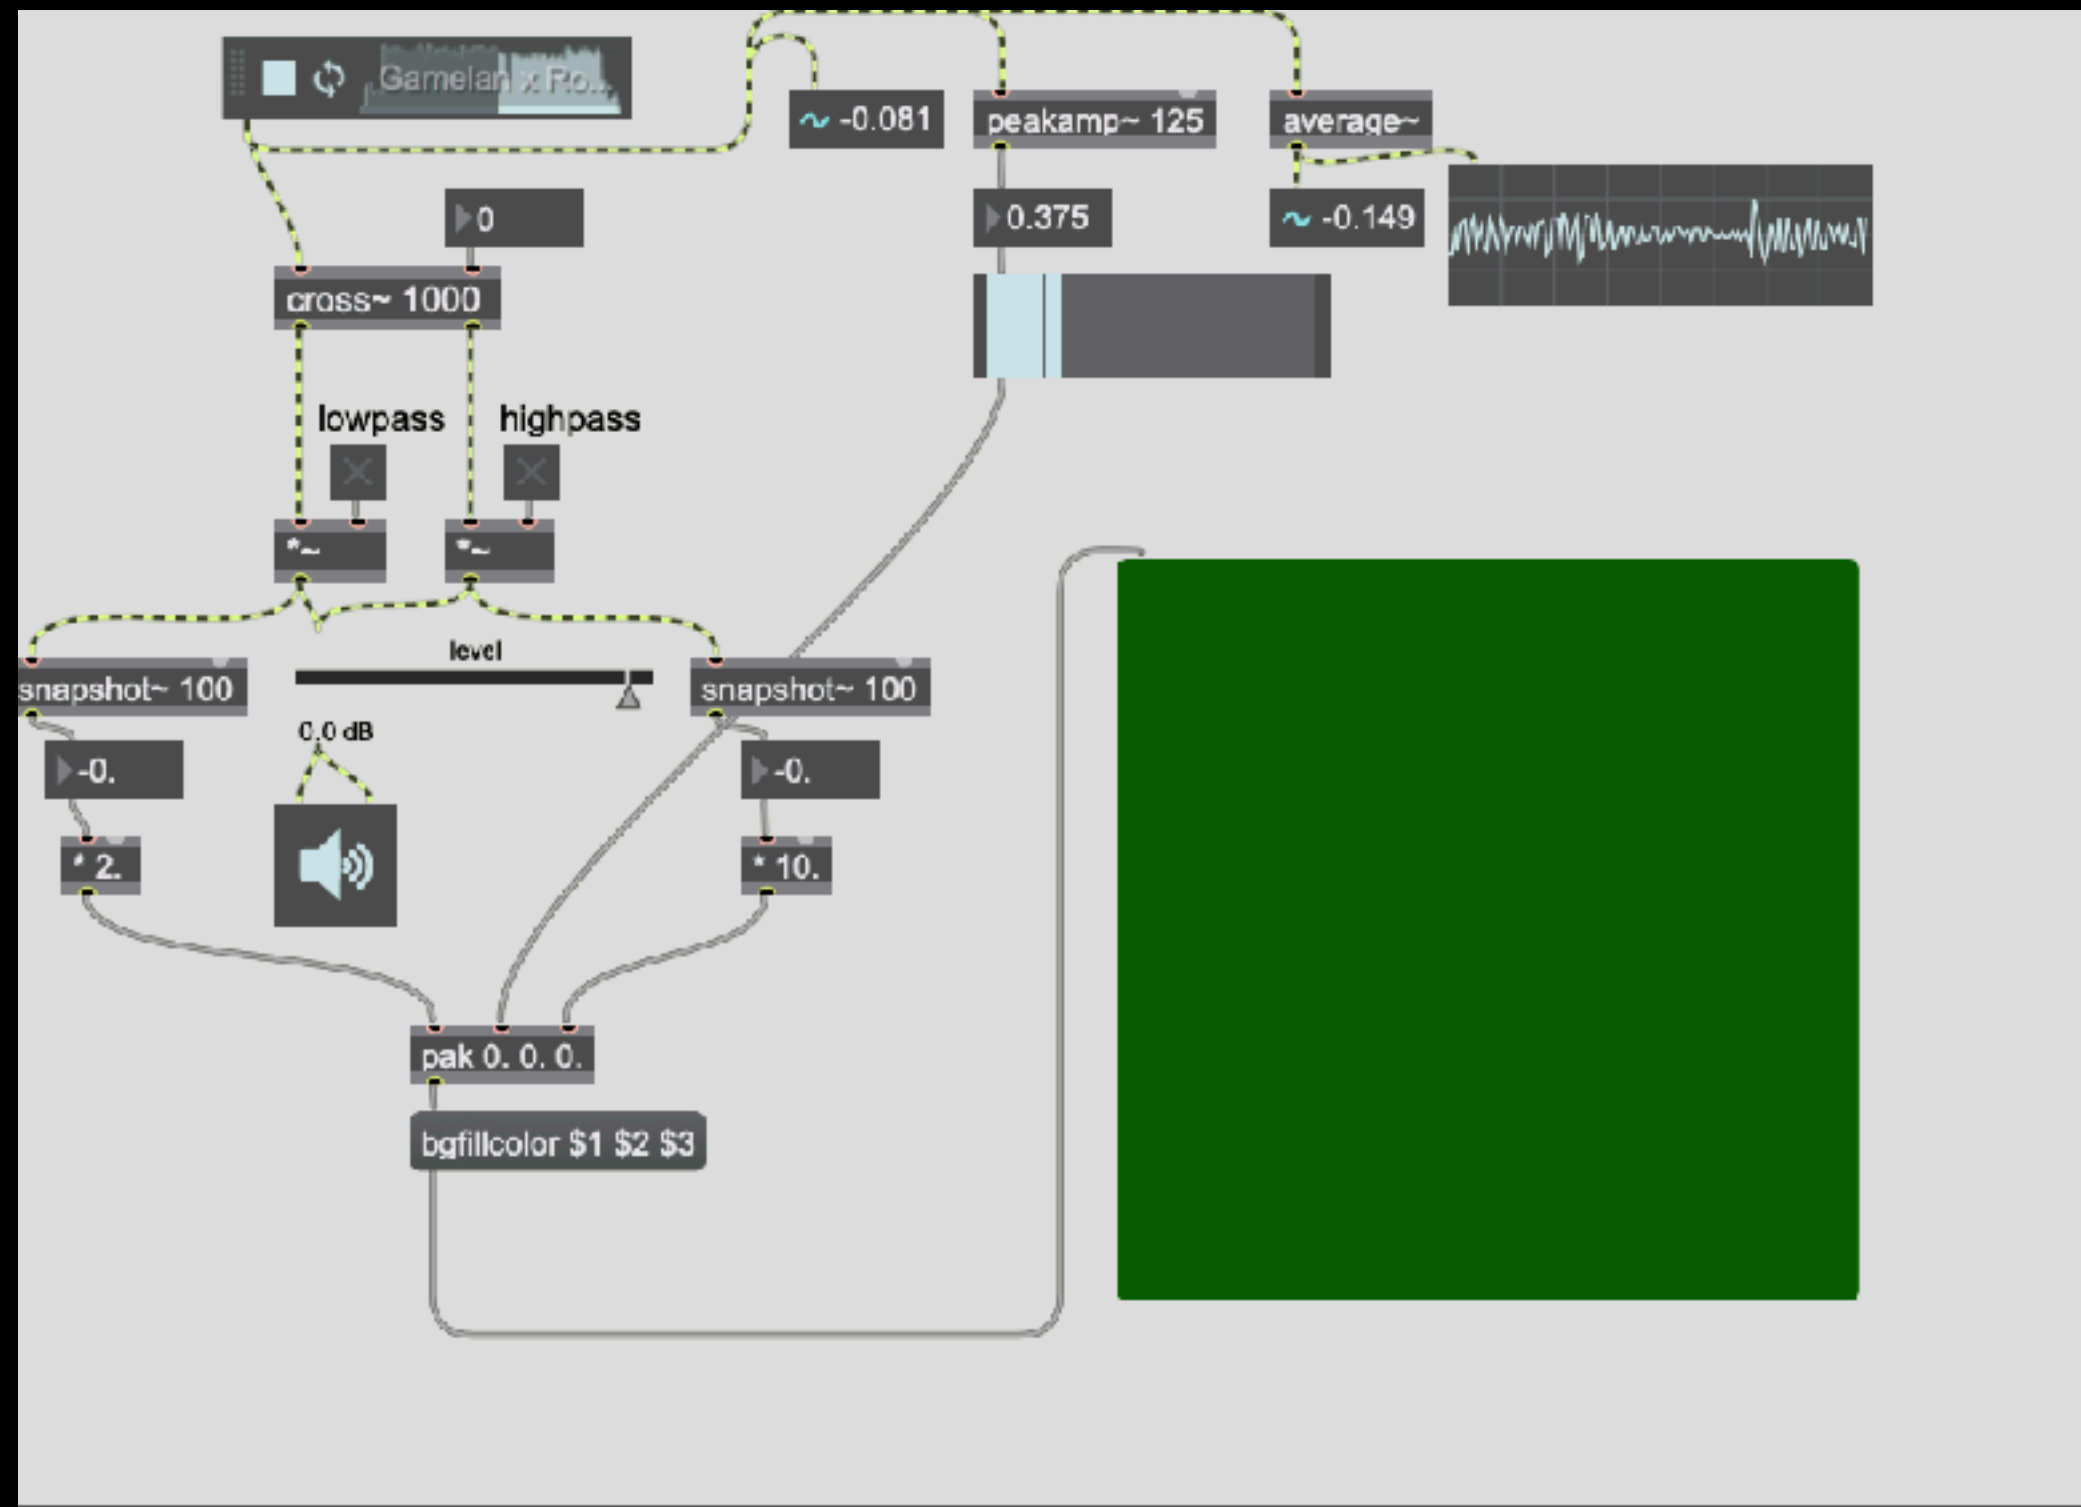 Gamelan x Ro...
-0.081
peakamp~ 125
average~
0
0.375
-0.149
cross~ 1000
lowpass
highpass
*~
*~
level
snapshot~ 100
snapshot~ 100
0.0 dB
-0.
-0.
* 2.
* 10.
pak 0. 0. 0.
bgfillcolor $1 $2 $3